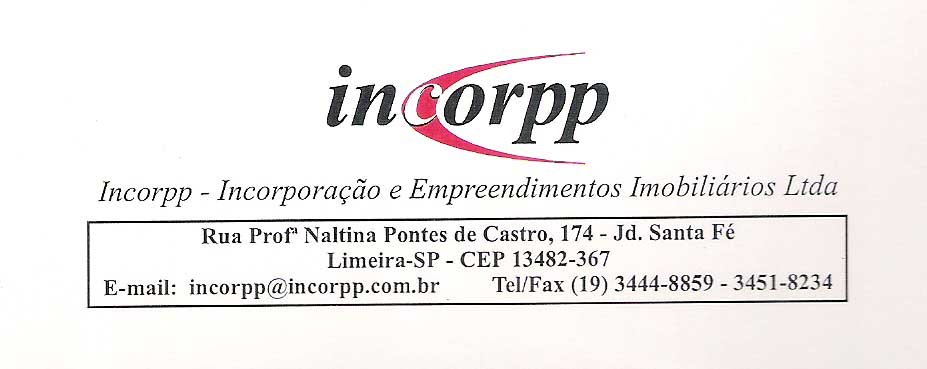 incorpp
Incorpp - Incorporação e Empreendimentos Imobiliários Ltda
Rua Profª Naltina Pontes de Castro, 174 - Jd. Santa Fé
Limeira-SP - CEP 13482-367
E-mail: incorpp@incorpp.com.br Tel/Fax (19) 3444-8859 - 3451-8234